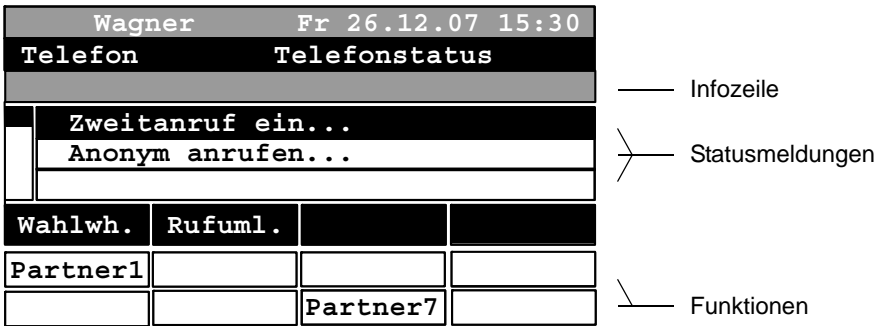 Wagner Fr 26.12.07 15:30
Telefon Telefonstatus
Infozeile
Zweitanruf ein...
Anonym anrufen...
Statusmeldungen
Wahlwh. Rufuml.
Partner1
Partner7
Funktionen